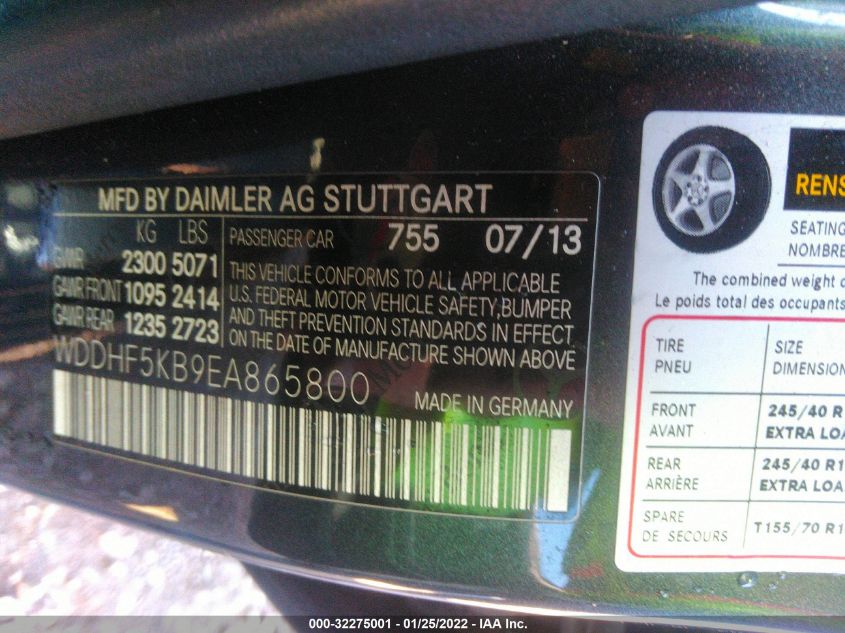 MFD BY DAIMLER AG STUTTGART
KG LBS
GVWR 2300 5071
GAWR FRONT 1095 2414
GAWR REAR 1235 2723
PASSENGER CAR 755 07/13
THIS VEHICLE CONFORMS TO ALL APPLICABLE
U.S. FEDERAL MOTOR VEHICLE SAFETY,BUMPER
AND THEFT PREVENTION STANDARDS IN EFFECT
ON THE DATE OF MANUFACTURE SHOWN ABOVE
WDDHF5KB9EA865800
MADE IN GERMANY
RENS
SEATING
NOMBRE
The combined weight o
Le poids total des occupants
TIRE SIZE
PNEU DIMENSION
FRONT 245/40 R1
AVANT EXTRA LOA
REAR 245/40 R1
ARRIÈRE EXTRA LOA
SPARE
DE SECOURS T155/70 R1
000-32275001 - 01/25/2022 - IAA Inc.